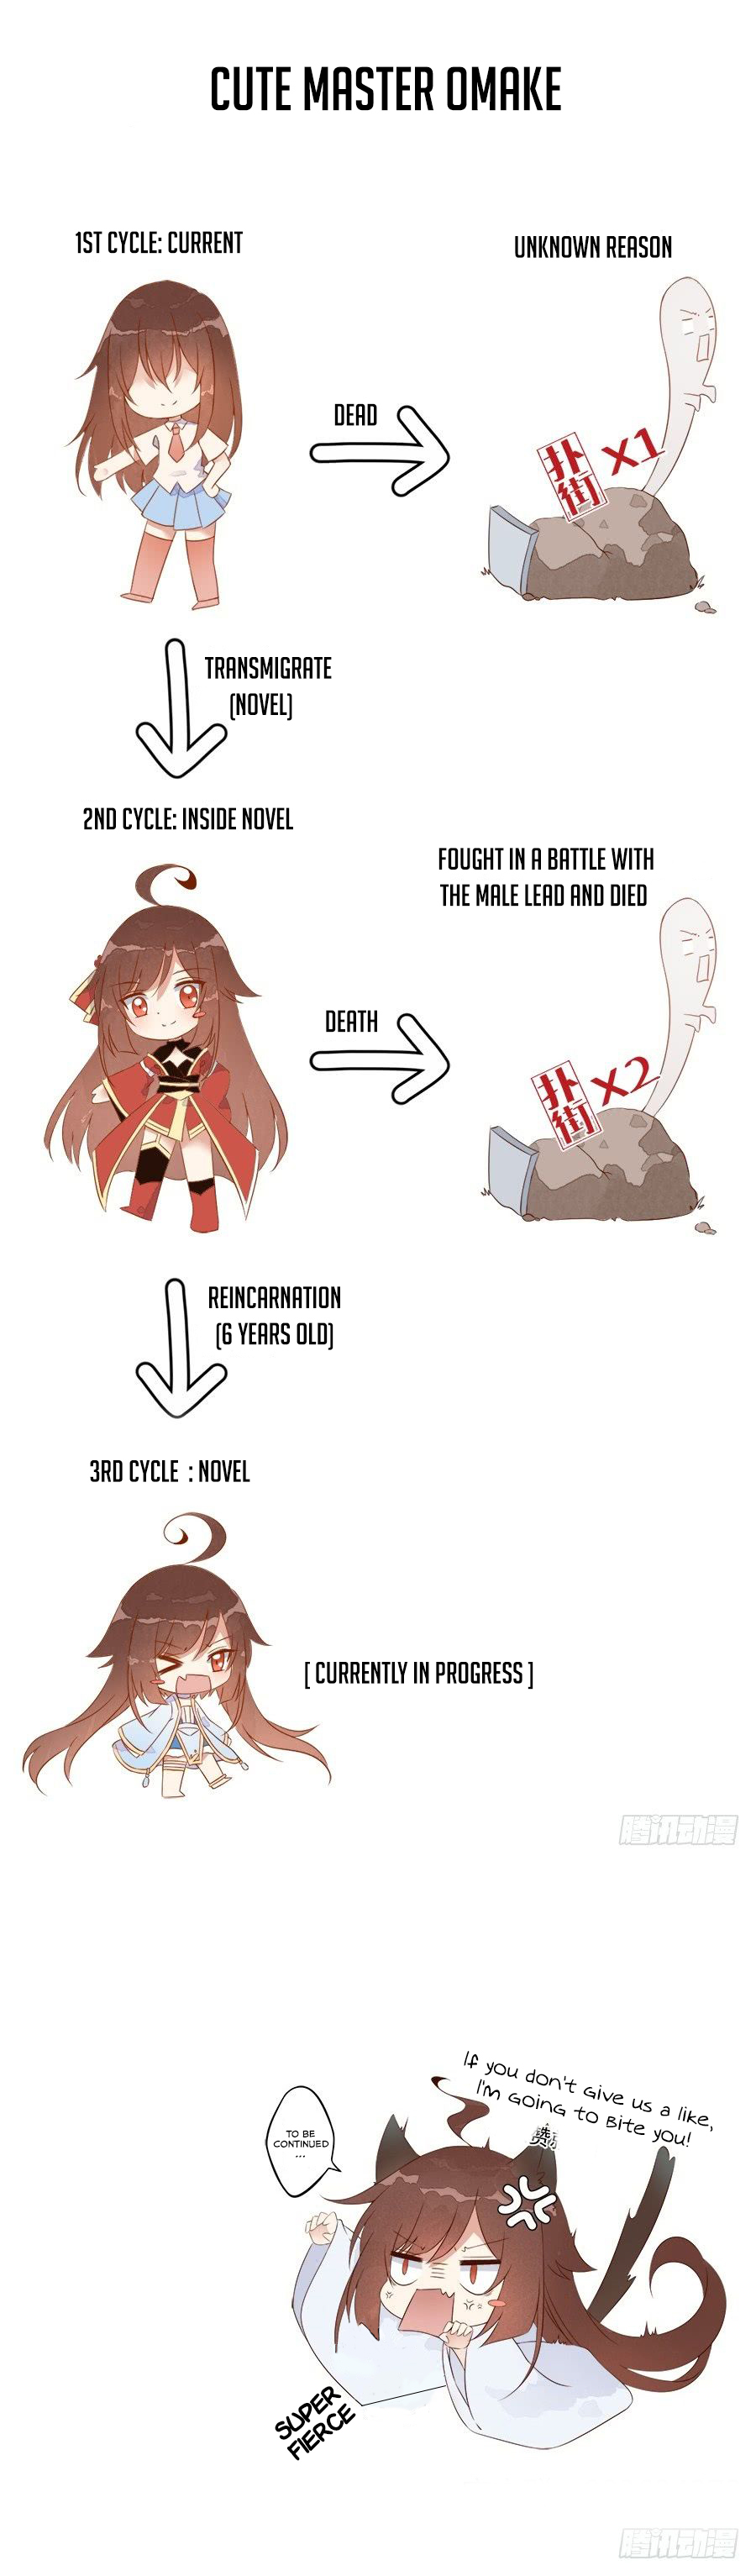 CUTE MASTER OMAKE
1ST CYCLE: CURRENT
UNKNOWN REASON
DEAD
扑街 X1
TRANSMIGRATE
(NOVEL)
2ND CYCLE: INSIDE NOVEL
FOUGHT IN A BATTLE WITH
THE MALE LEAD AND DIED
DEATH
扑街 X2
REINCARNATION
(6 YEARS OLD)
3RD CYCLE : NOVEL
[ CURRENTLY IN PROGRESS ]
腾讯动漫
If you don't give us a like,
I'm going to bite you!
TO BE
CONTINUED
...
SUPER
FIERCE
腾讯动漫